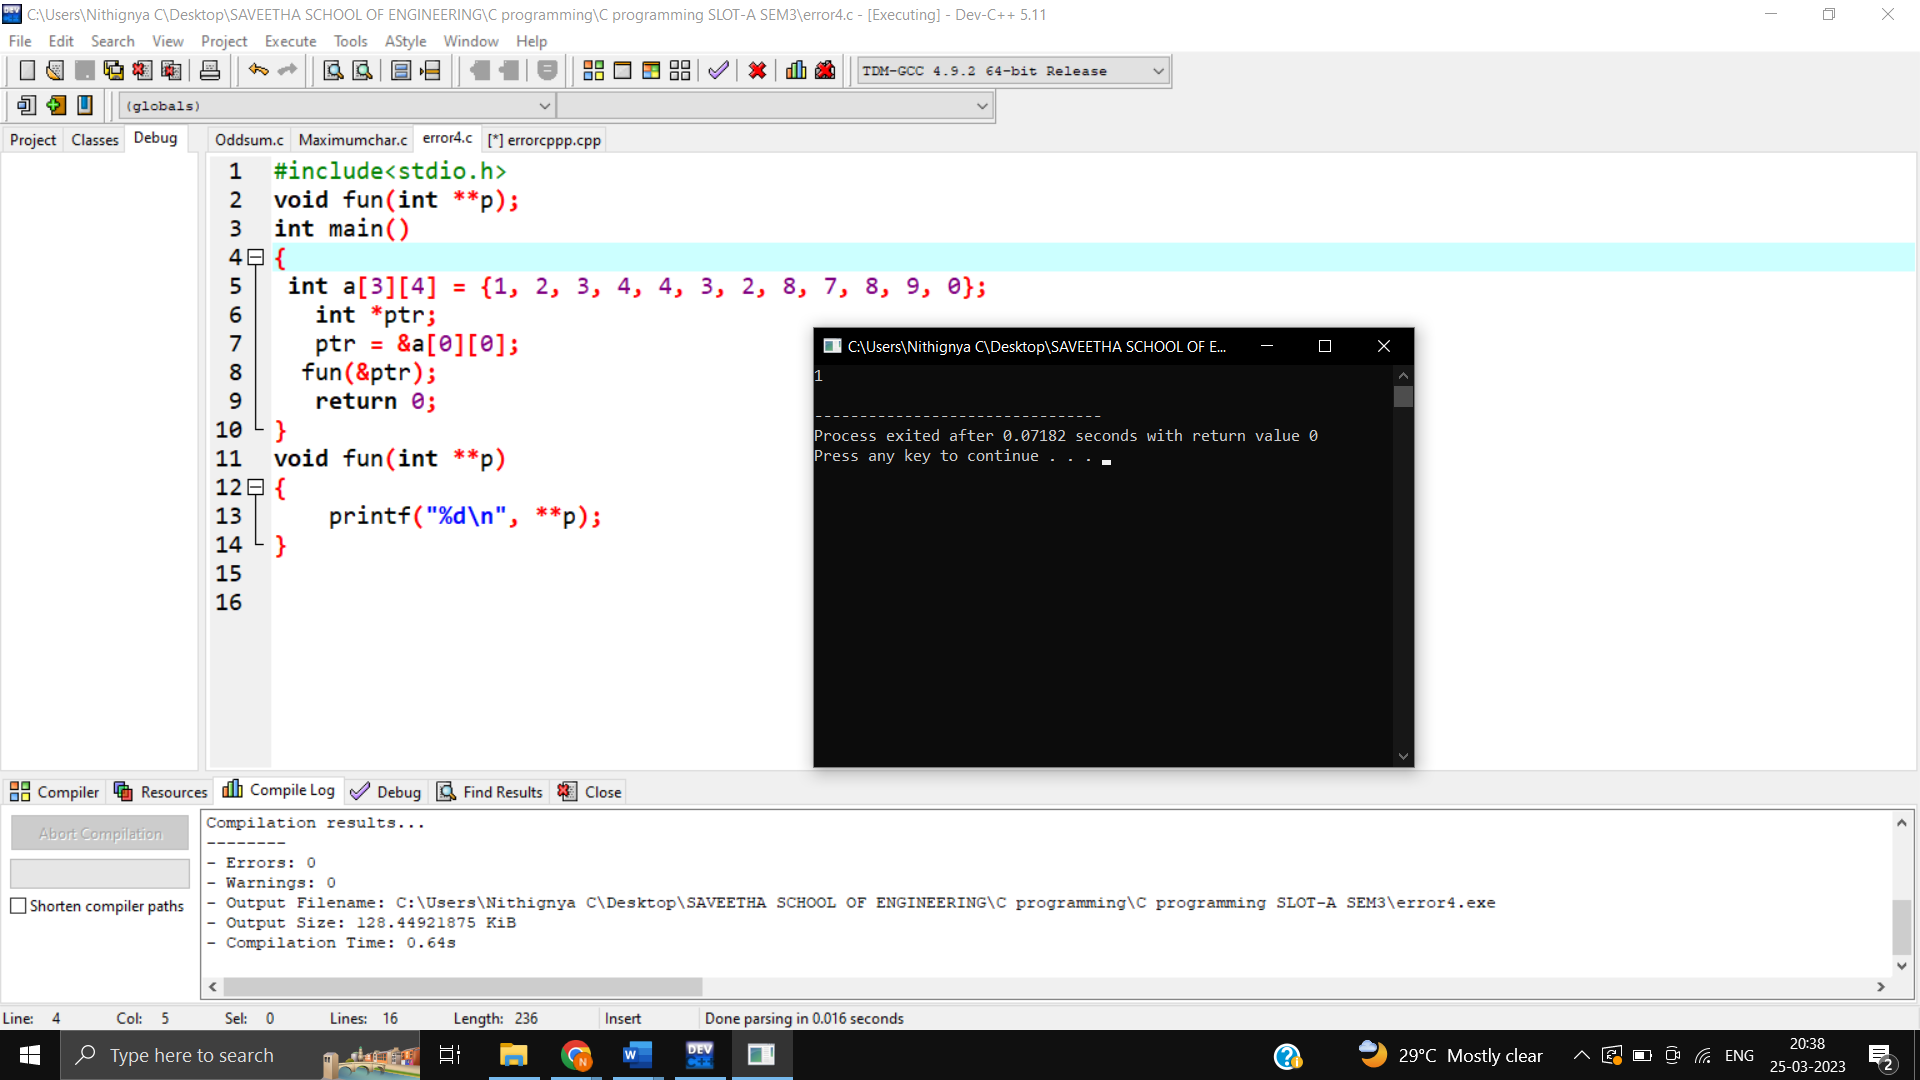 C:\Users\Nithignya C\Desktop\SAVEETHA SCHOOL OF ENGINEERING\C programming\C programming SLOT-A SEM3\error4.c - [Executing] - Dev-C++ 5.11
File Edit Search View Project Execute Tools AStyle Window Help
TDM-GCC 4.9.2 64-bit Release
(globals)
Project Classes Debug Oddsum.c Maximumchar.c error4.c [*] errorcppp.cpp
1 #include<stdio.h>
2 void fun(int **p);
3 int main()
4 {
5 int a[3][4] = {1, 2, 3, 4, 4, 3, 2, 8, 7, 8, 9, 0};
6 int *ptr;
7 ptr = &a[0][0];
8 fun(&ptr);
9 return 0;
10 }
11 void fun(int **p)
12 {
13 printf("%d\n", **p);
14 }
15
16
C:\Users\Nithignya C\Desktop\SAVEETHA SCHOOL OF E...
1
--------------------------------
Process exited after 0.07182 seconds with return value 0
Press any key to continue . . .
Compiler Resources Compile Log Debug Find Results Close
Abort Compilation
Shorten compiler paths
Compilation results...
--------
- Errors: 0
- Warnings: 0
- Output Filename: C:\Users\Nithignya C\Desktop\SAVEETHA SCHOOL OF ENGINEERING\C programming\C programming SLOT-A SEM3\error4.exe
- Output Size: 128.44921875 KiB
- Compilation Time: 0.64s
Line: 4 Col: 5 Sel: 0 Lines: 16 Length: 236 Insert Done parsing in 0.016 seconds
Type here to search
DEV C++
29°C Mostly clear
ENG
20:38
25-03-2023
2